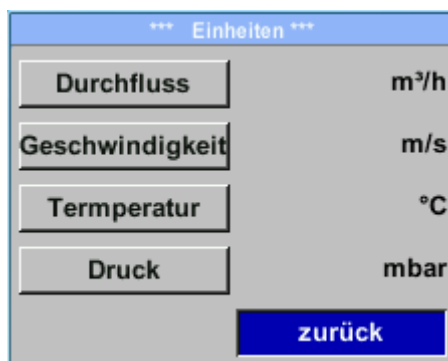 *** Einheiten ***
Durchfluss m³/h
Geschwindigkeit m/s
Termperatur °C
Druck mbar
zurück